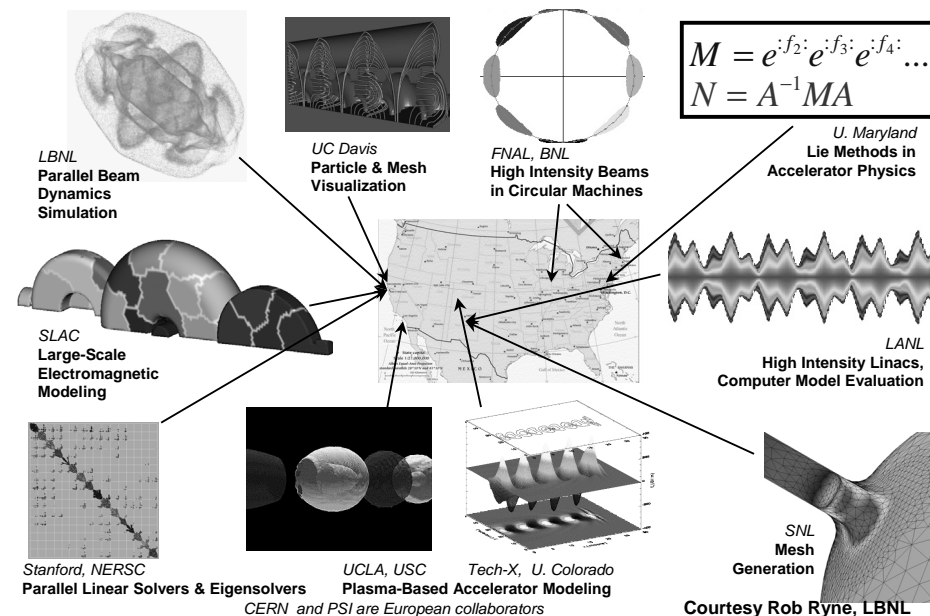 M = e^{:f_2:} e^{:f_3:} e^{:f_4:} ...
N = A^{-1}MA
LBNL
Parallel Beam
Dynamics
Simulation
UC Davis
Particle & Mesh
Visualization
FNAL, BNL
High Intensity Beams
in Circular Machines
U. Maryland
Lie Methods in
Accelerator Physics
SLAC
Large-Scale
Electromagnetic
Modeling
LANL
High Intensity Linacs,
Computer Model Evaluation
MEXICO
Stanford, NERSC
Parallel Linear Solvers & Eigensolvers
UCLA, USC
Tech-X, U. Colorado
Plasma-Based Accelerator Modeling
SNL
Mesh
Generation
CERN and PSI are European collaborators
Courtesy Rob Ryne, LBNL